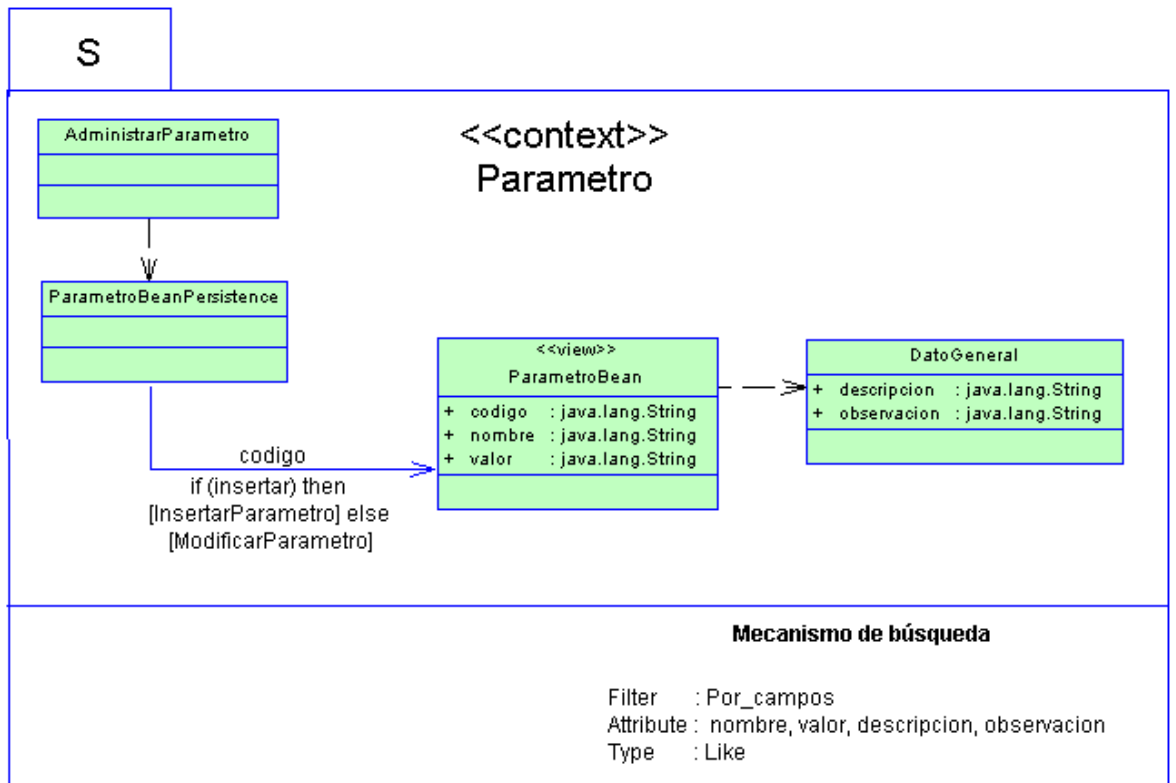 S
<<context>>
Parametro
AdministrarParametro
ParametroBeanPersistence
<<view>>
ParametroBean
+ codigo : java.lang.String
+ nombre : java.lang.String
+ valor : java.lang.String
DatoGeneral
+ descripcion : java.lang.String
+ observacion : java.lang.String
codigo
if (insertar) then
[InsertarParametro] else
[ModificarParametro]
Mecanismo de búsqueda
Filter : Por_campos
Attribute : nombre, valor, descripcion, observacion
Type : Like